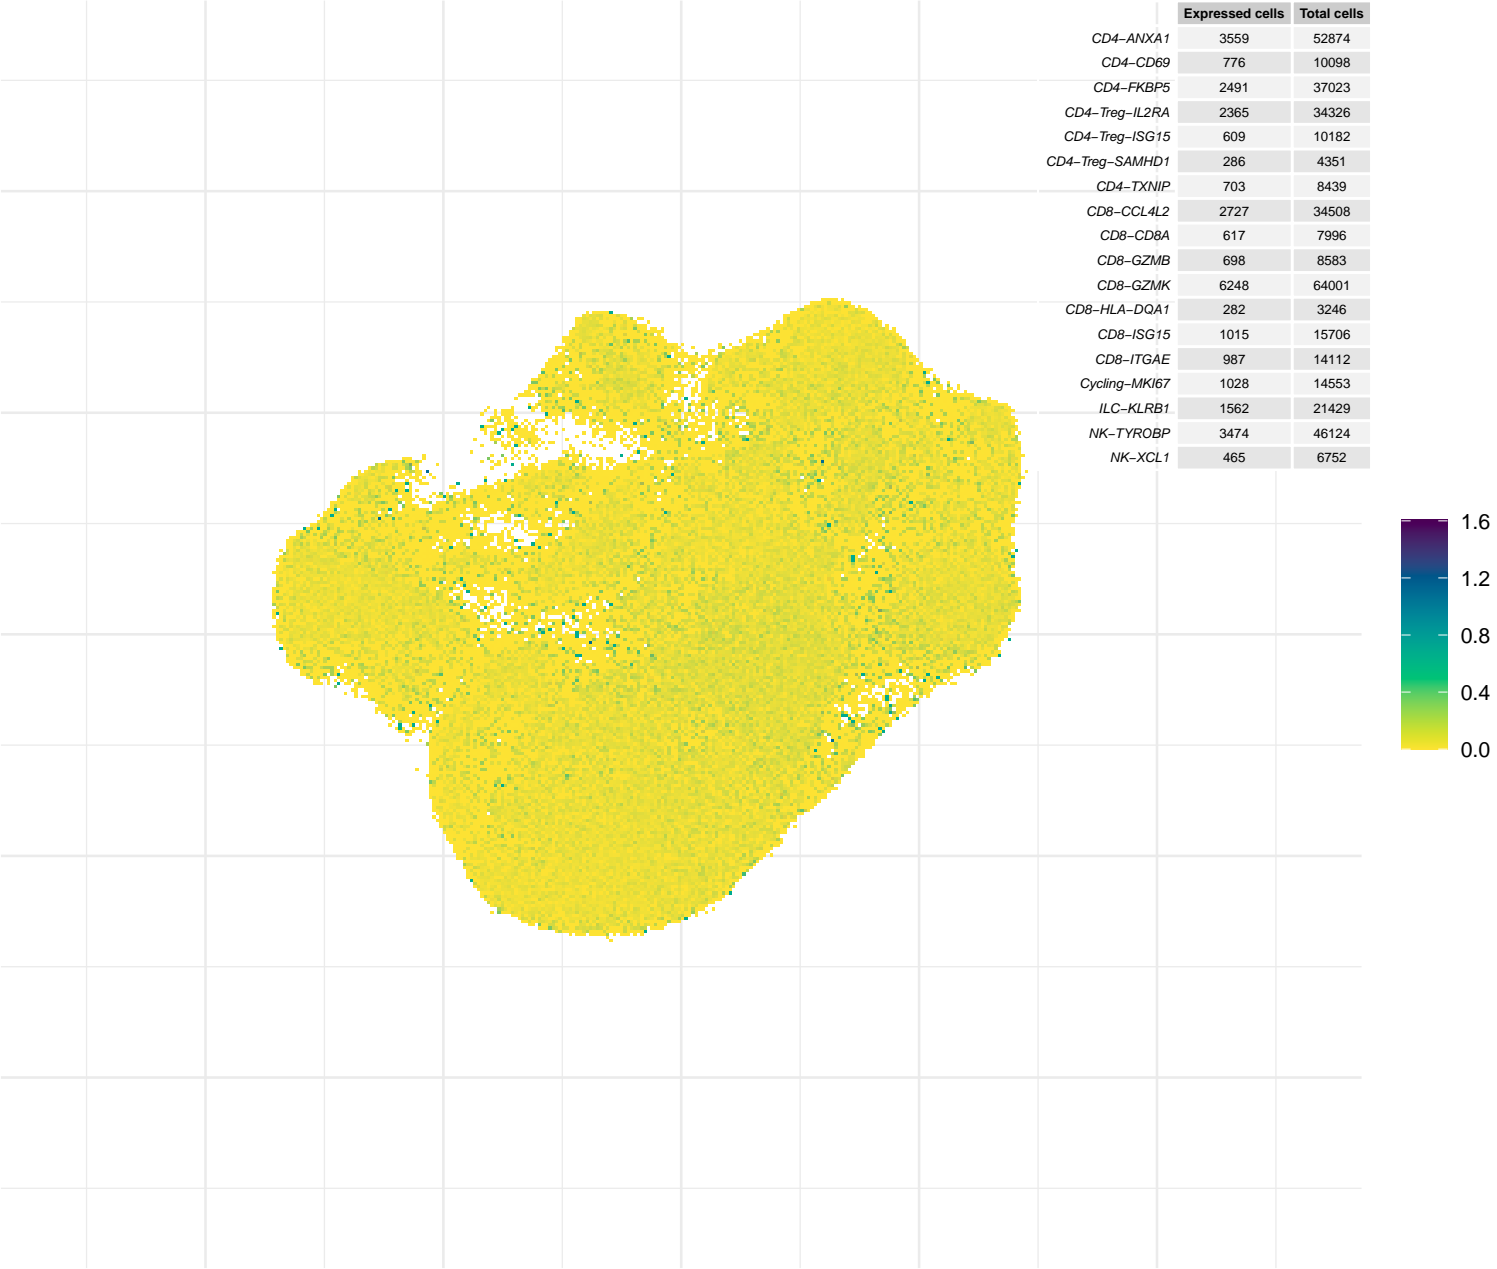 Expressed cells Total cells
CD4−ANXA1 3559 52874
CD4−CD69 776 10098
CD4−FKBP5 2491 37023
CD4−Treg−IL2RA 2365 34326
CD4−Treg−ISG15 609 10182
CD4−Treg−SAMHD1 286 4351
CD4−TXNIP 703 8439
CD8−CCL4L2 2727 34508
CD8−CD8A 617 7996
CD8−GZMB 698 8583
CD8−GZMK 6248 64001
CD8−HLA−DQA1 282 3246
CD8−ISG15 1015 15706
CD8−ITGAE 987 14112
Cycling−MKI67 1028 14553
ILC−KLRB1 1562 21429
NK−TYROBP 3474 46124
NK−XCL1 465 6752
1.6
1.2
0.8
0.4
0.0